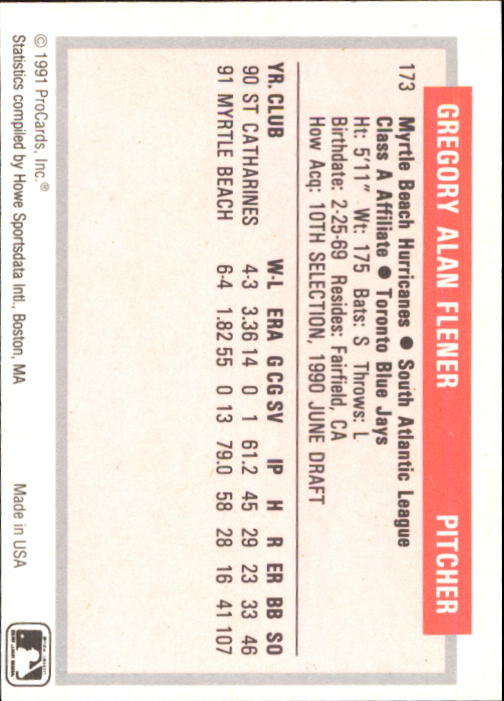 GREGORY ALAN FLENER PITCHER
173 Myrtle Beach Hurricanes ● South Atlantic League
Class A Affiliate ● Toronto Blue Jays
Ht: 5'11" Wt: 175 Bats: S Throws: L
Birthdate: 2-25-69 Resides: Fairfield, CA
How Acq: 10TH SELECTION, 1990 JUNE DRAFT
YR. CLUB W-L ERA G CG SV IP H R ER BB SO
90 ST CATHARINES 4-3 3.36 14 0 1 61.2 45 29 23 33 46
91 MYRTLE BEACH 6-4 1.82 55 0 13 79.0 58 28 16 41 107
© 1991 ProCards, Inc.®
Statistics compiled by Howe Sportsdata Intl., Boston, MA Made in USA